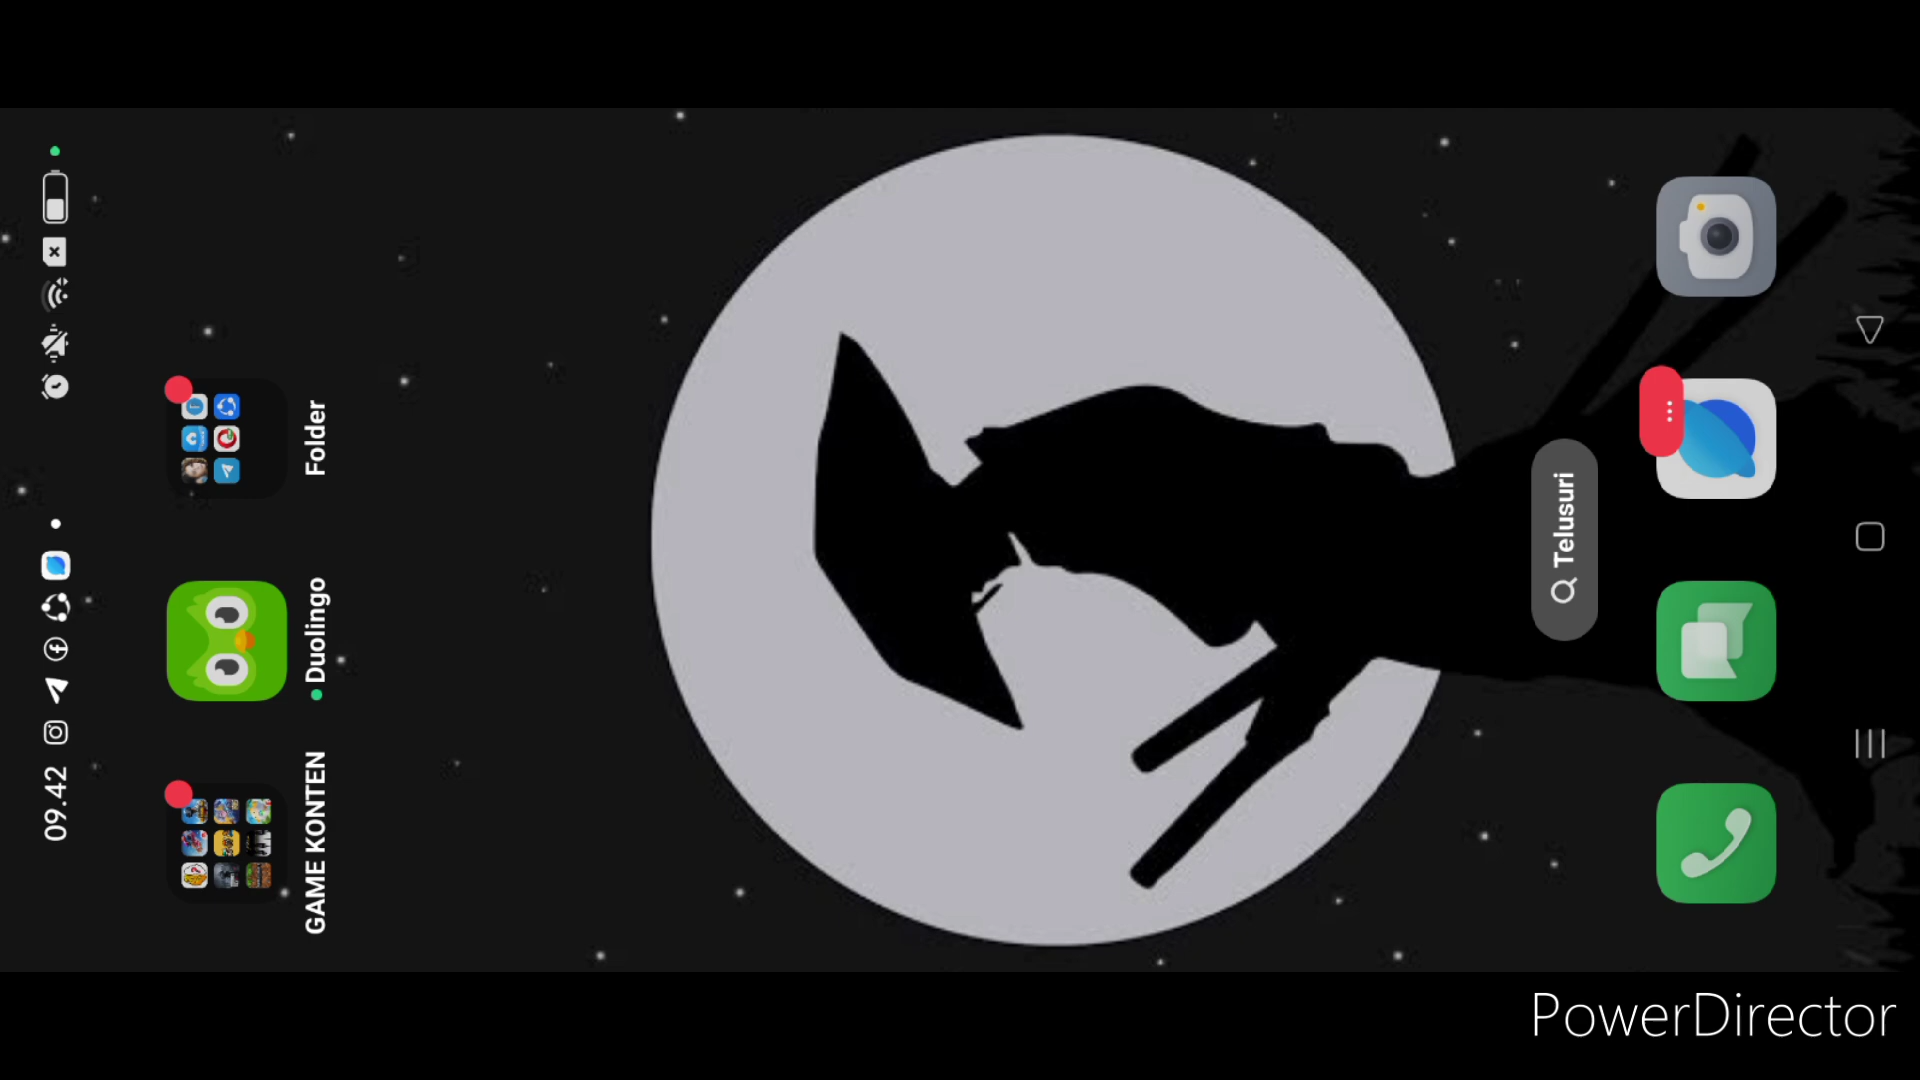 09.42
GAME KONTEN
Duolingo
Folder
Telusuri
PowerDirector